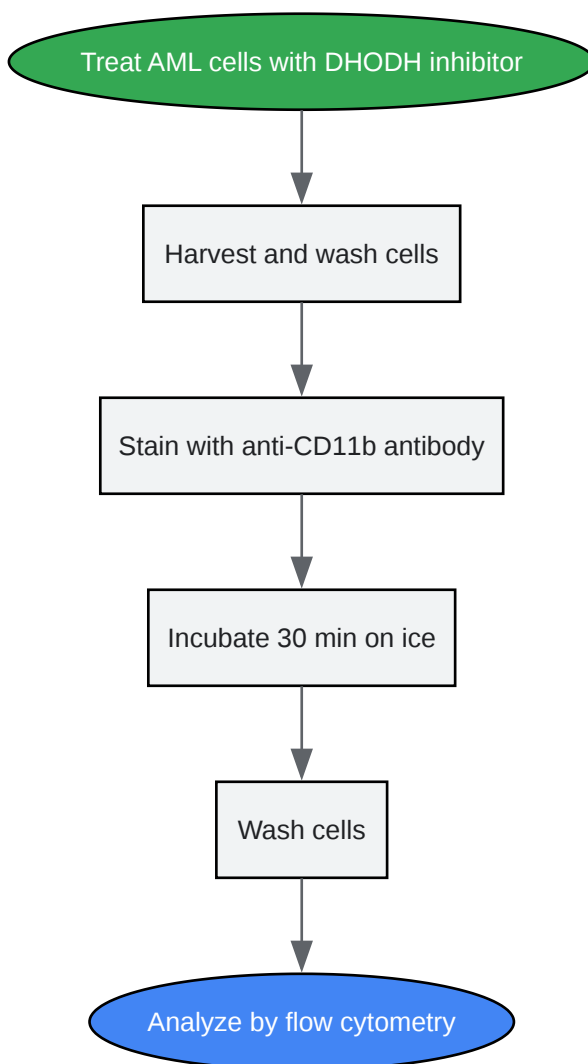 Treat AML cells with DHODH inhibitor
Harvest and wash cells
Stain with anti-CD11b antibody
Incubate 30 min on ice
Wash cells
Analyze by flow cytometry